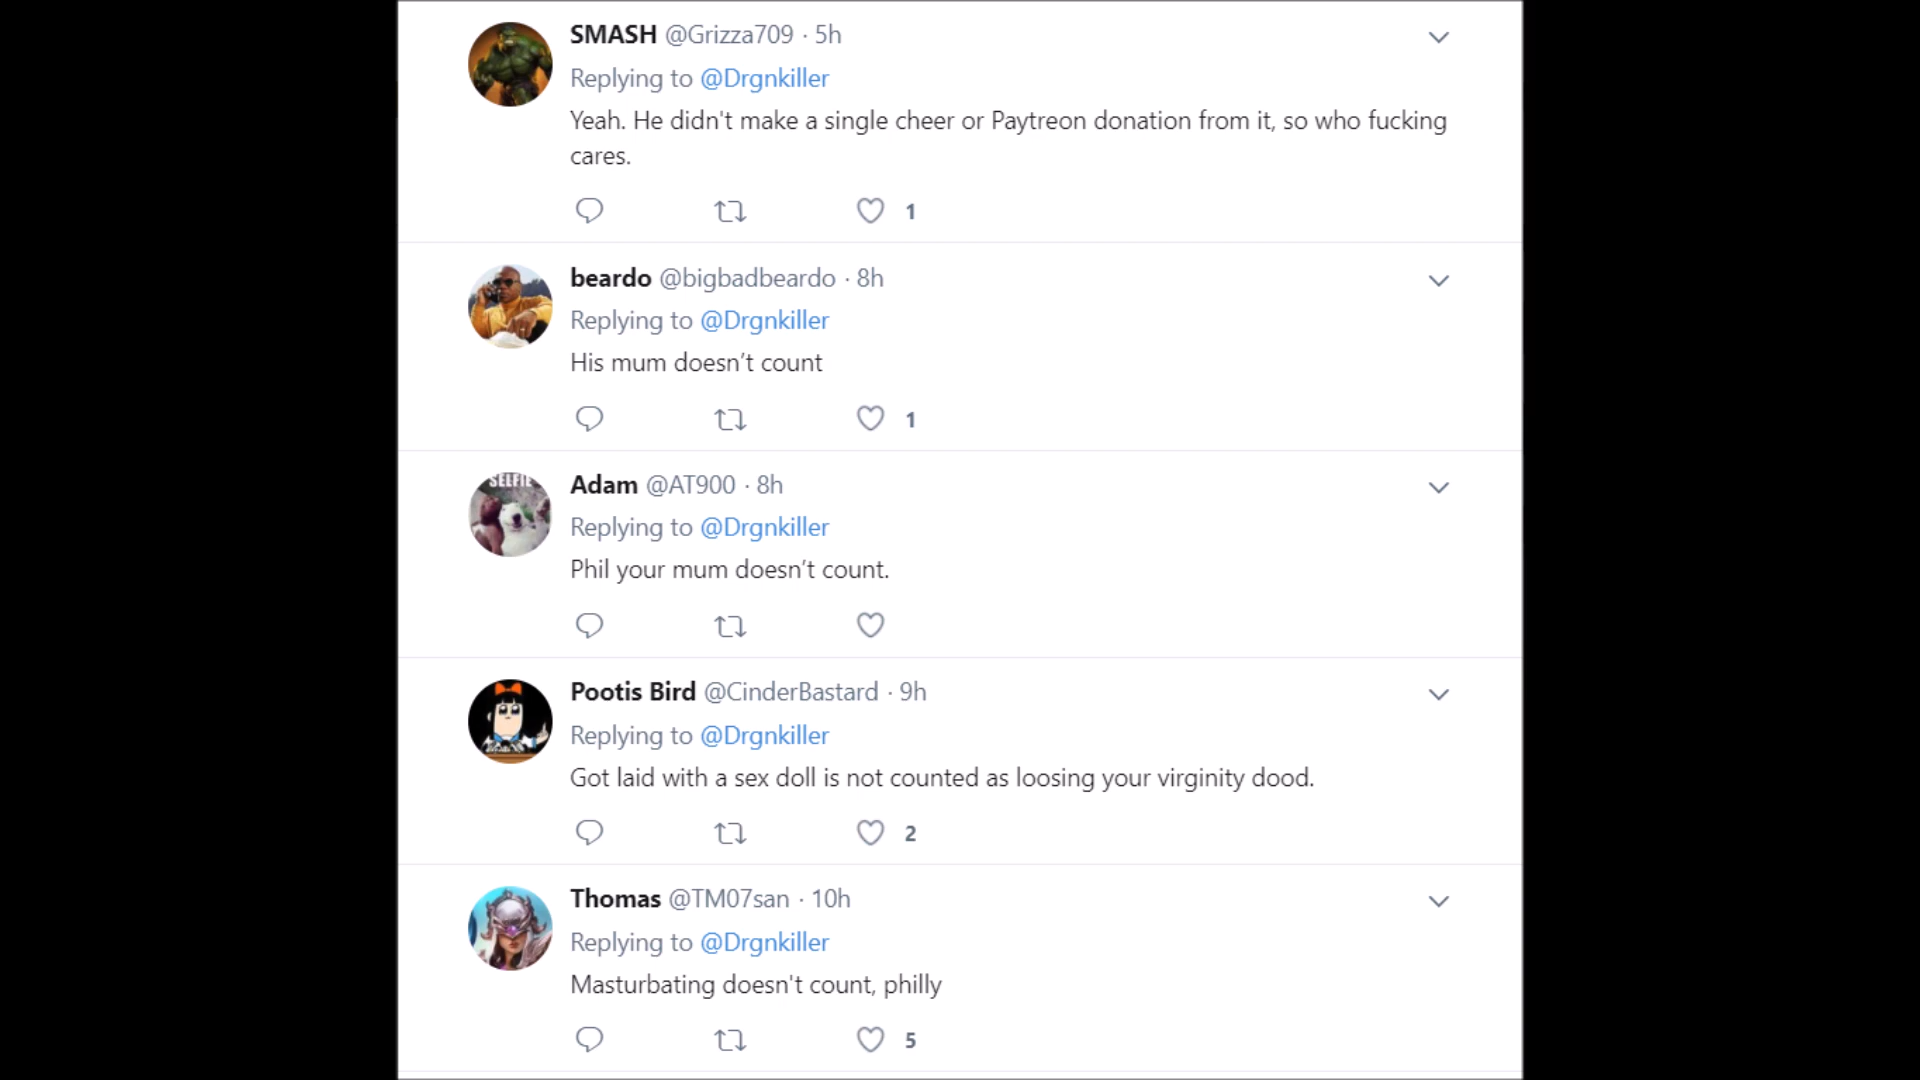 SMASH @Grizza709 · 5h
Replying to @Drgnkiller
Yeah. He didn't make a single cheer or Paytreon donation from it, so who fucking
cares.
1
beardo @bigbadbeardo · 8h
Replying to @Drgnkiller
His mum doesn’t count
1
SELFIE
Adam @AT900 · 8h
Replying to @Drgnkiller
Phil your mum doesn’t count.
Pootis Bird @CinderBastard · 9h
Replying to @Drgnkiller
Got laid with a sex doll is not counted as loosing your virginity dood.
2
Thomas @TM07san · 10h
Replying to @Drgnkiller
Masturbating doesn't count, philly
5